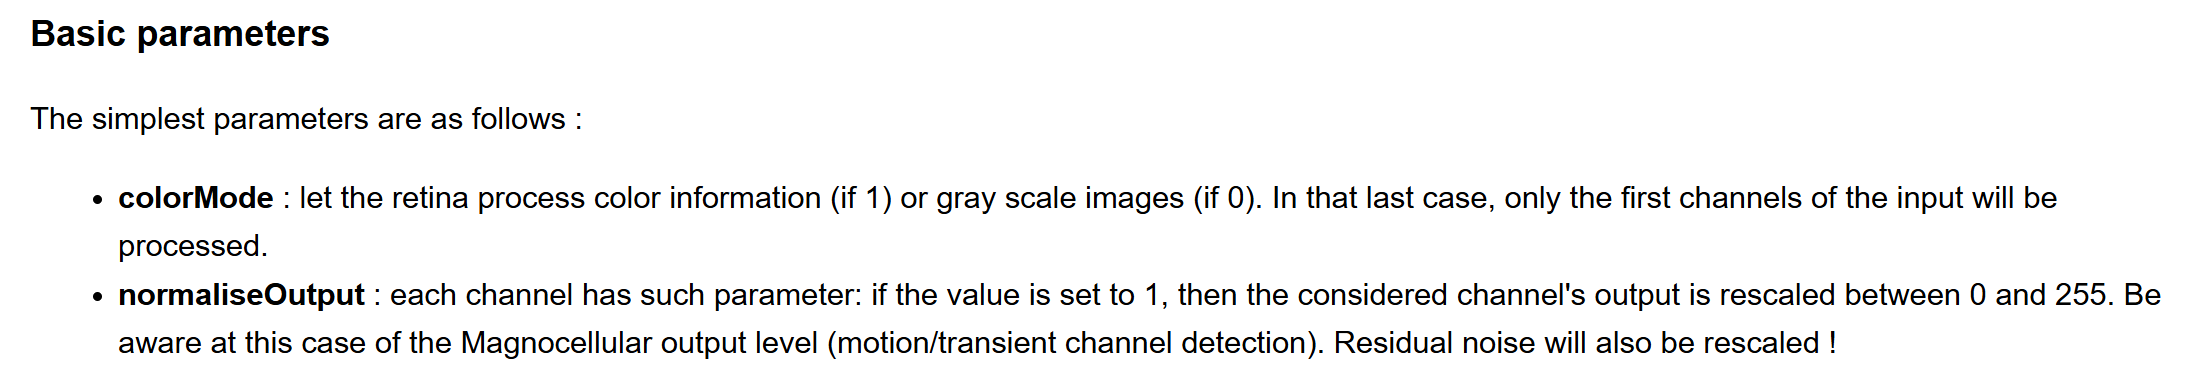 Basic parameters
The simplest parameters are as follows :
• colorMode : let the retina process color information (if 1) or gray scale images (if 0). In that last case, only the first channels of the input will be
processed.
• normaliseOutput : each channel has such parameter: if the value is set to 1, then the considered channel's output is rescaled between 0 and 255. Be
aware at this case of the Magnocellular output level (motion/transient channel detection). Residual noise will also be rescaled !